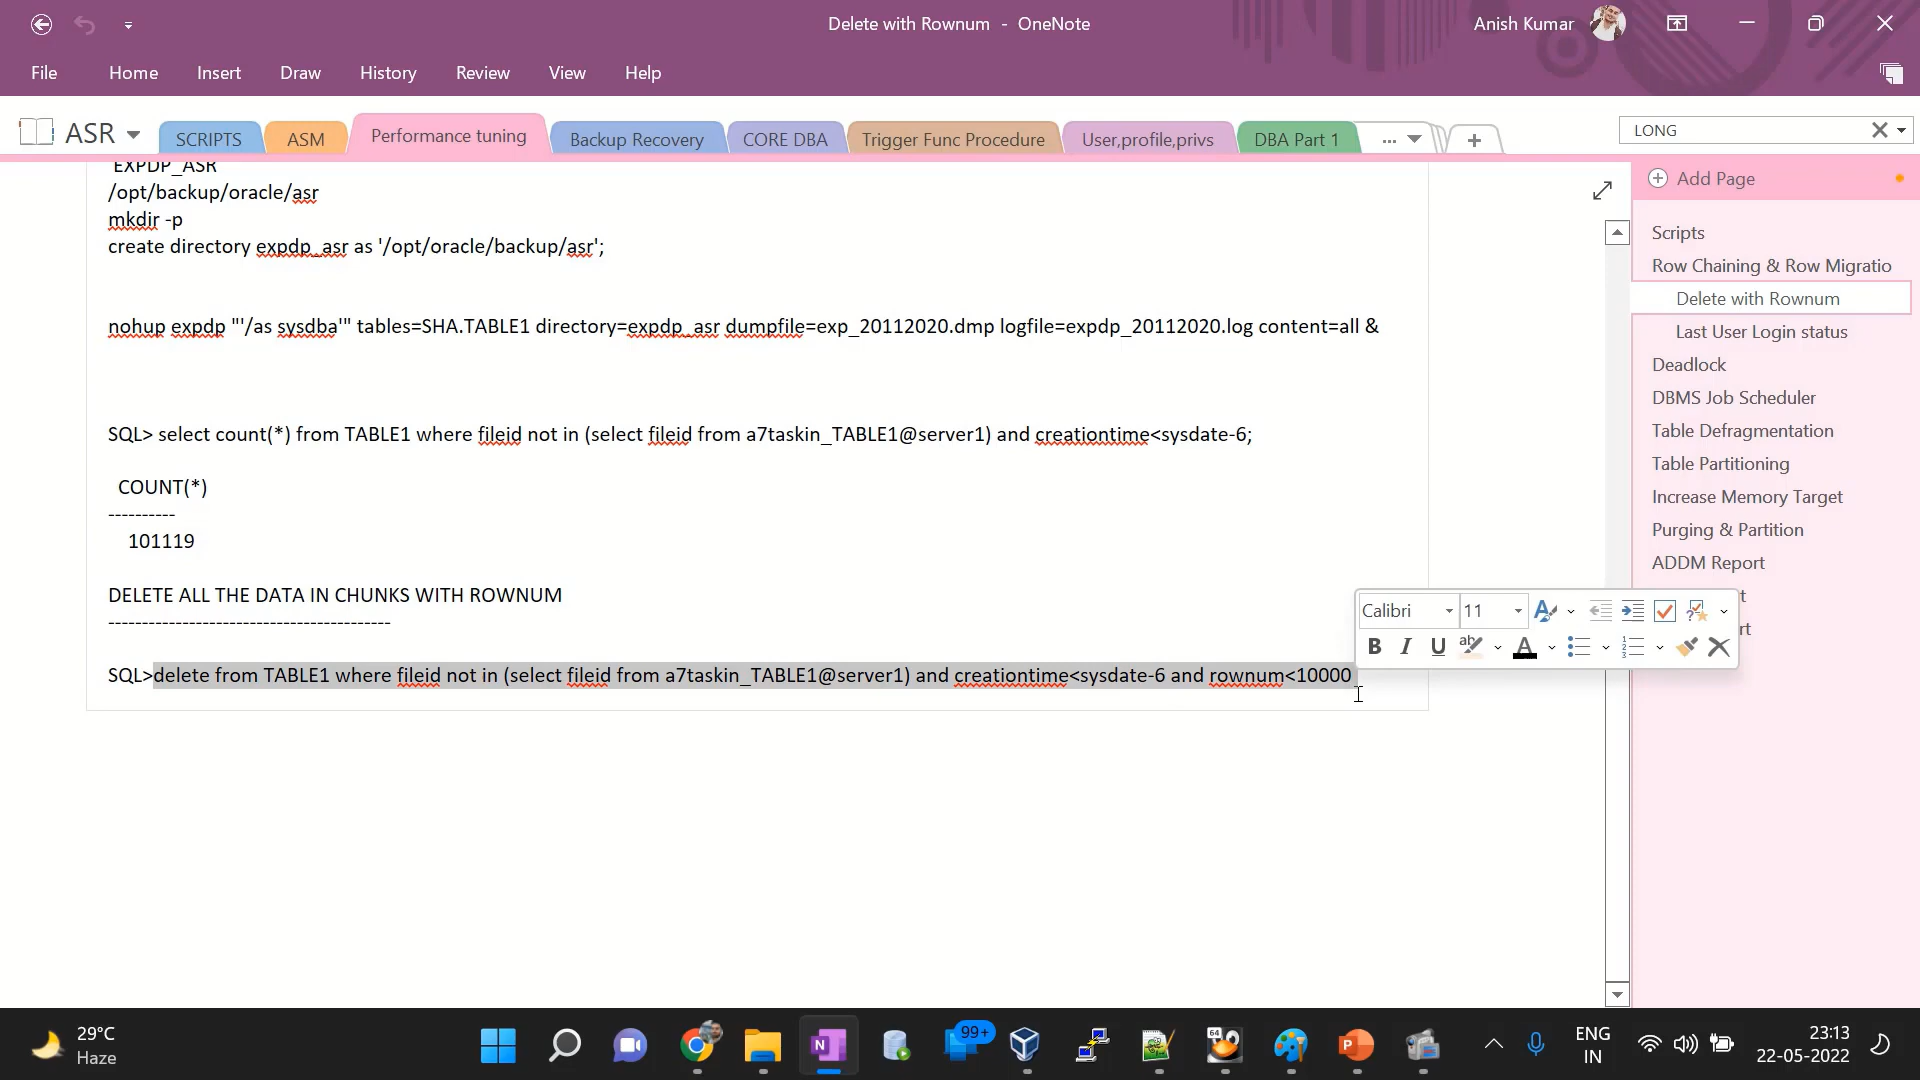 Delete with Rownum - OneNote
Anish Kumar
File Home Insert Draw History Review View Help
ASR
SCRIPTS
ASM
Performance tuning
Backup Recovery
CORE DBA
Trigger Func Procedure
User,profile,privs
DBA Part 1
...
LONG
EXPDP_ASR
/opt/backup/oracle/asr
mkdir -p
create directory expdp_asr as '/opt/oracle/backup/asr';
nohup expdp "'/as sysdba'" tables=SHA.TABLE1 directory=expdp_asr dumpfile=exp_20112020.dmp logfile=expdp_20112020.log content=all &
SQL> select count(*) from TABLE1 where fileid not in (select fileid from a7taskin_TABLE1@server1) and creationtime<sysdate-6;
COUNT(*)
----------
101119
DELETE ALL THE DATA IN CHUNKS WITH ROWNUM
------------------------------------------
SQL>delete from TABLE1 where fileid not in (select fileid from a7taskin_TABLE1@server1) and creationtime<sysdate-6 and rownum<10000
Calibri 11
B I U ab A
Add Page
Scripts
Row Chaining & Row Migratio
Delete with Rownum
Last User Login status
Deadlock
DBMS Job Scheduler
Table Defragmentation
Table Partitioning
Increase Memory Target
Purging & Partition
ADDM Report
t
rt
29°C
Haze
99+
64
ENG
IN
23:13
22-05-2022